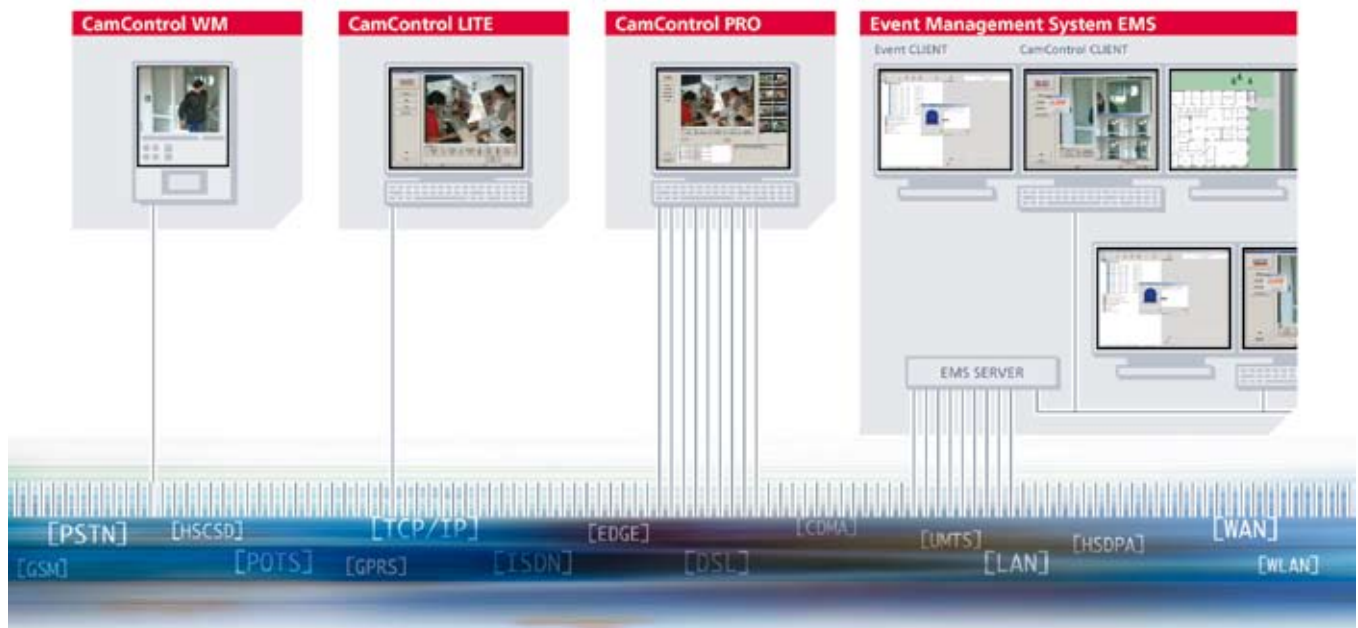 CamControl WM
CamControl LITE
CamControl PRO
Event Management System EMS
Event CLIENT
CamControl CLIENT
EMS SERVER
[PSTN]
[HSCSD]
[TCP/IP]
[EDGE]
[CDMA]
[UMTS]
[HSDPA]
[WAN]
[GSM]
[POTS]
[GPRS]
[ISDN]
[DSL]
[LAN]
[WLAN]